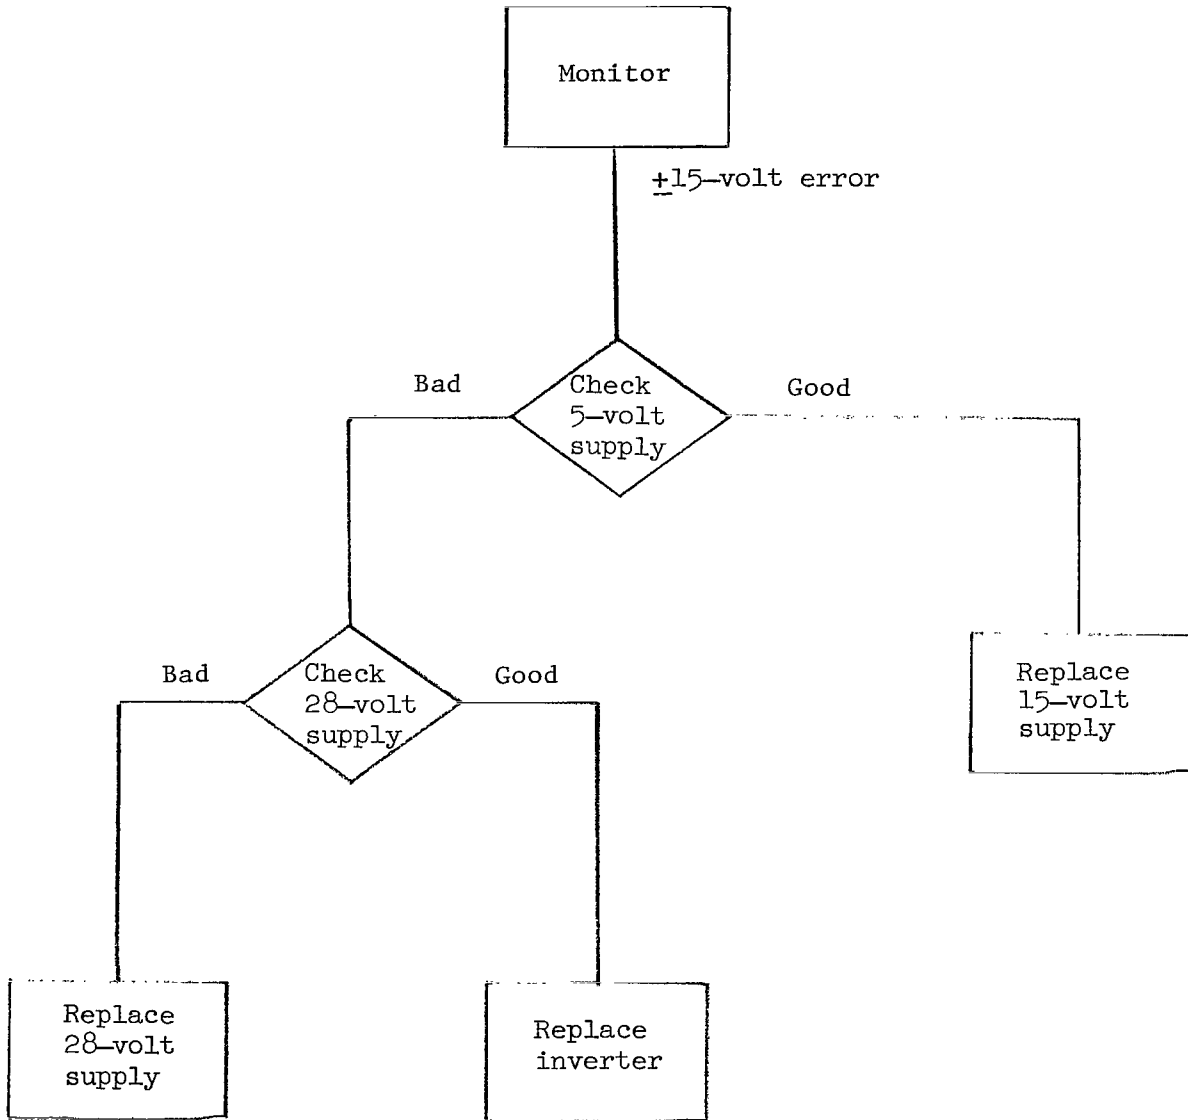 Monitor
±15-volt error
Bad
Check
5-volt
supply
Good
Bad
Check
28-volt
supply
Good
Replace
15-volt
supply
Replace
28-volt
supply
Replace
inverter